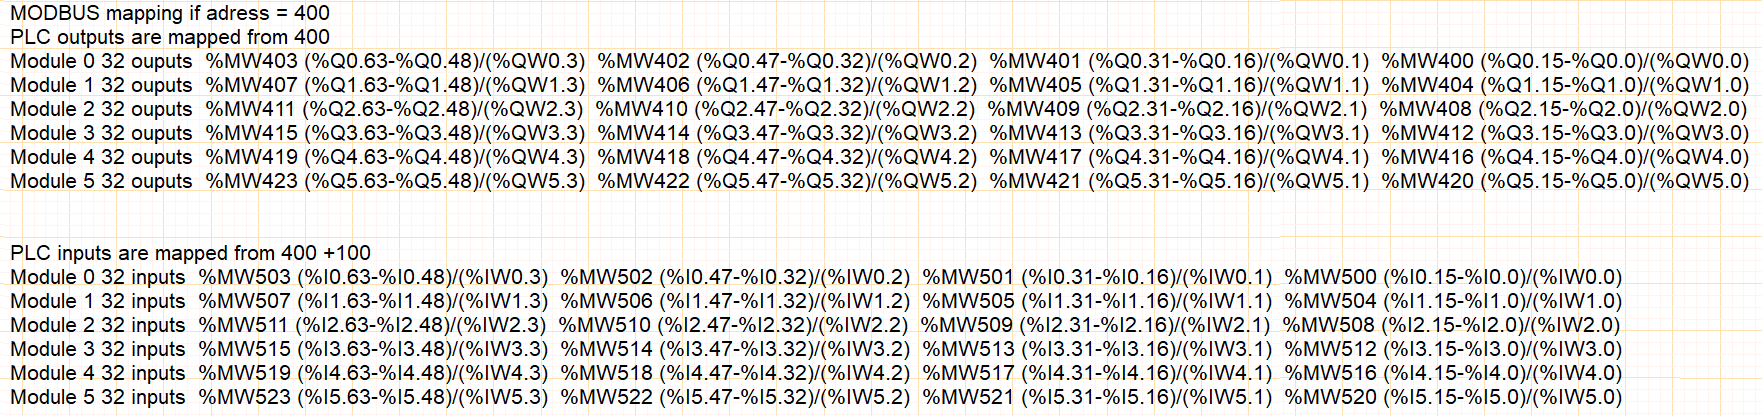 MODBUS mapping if adress = 400
PLC outputs are mapped from 400
Module 0 32 ouputs %MW403 (%Q0.63-%Q0.48)/(%QW0.3) %MW402 (%Q0.47-%Q0.32)/(%QW0.2) %MW401 (%Q0.31-%Q0.16)/(%QW0.1) %MW400 (%Q0.15-%Q0.0)/(%QW0.0)
Module 1 32 ouputs %MW407 (%Q1.63-%Q1.48)/(%QW1.3) %MW406 (%Q1.47-%Q1.32)/(%QW1.2) %MW405 (%Q1.31-%Q1.16)/(%QW1.1) %MW404 (%Q1.15-%Q1.0)/(%QW1.0)
Module 2 32 ouputs %MW411 (%Q2.63-%Q2.48)/(%QW2.3) %MW410 (%Q2.47-%Q2.32)/(%QW2.2) %MW409 (%Q2.31-%Q2.16)/(%QW2.1) %MW408 (%Q2.15-%Q2.0)/(%QW2.0)
Module 3 32 ouputs %MW415 (%Q3.63-%Q3.48)/(%QW3.3) %MW414 (%Q3.47-%Q3.32)/(%QW3.2) %MW413 (%Q3.31-%Q3.16)/(%QW3.1) %MW412 (%Q3.15-%Q3.0)/(%QW3.0)
Module 4 32 ouputs %MW419 (%Q4.63-%Q4.48)/(%QW4.3) %MW418 (%Q4.47-%Q4.32)/(%QW4.2) %MW417 (%Q4.31-%Q4.16)/(%QW4.1) %MW416 (%Q4.15-%Q4.0)/(%QW4.0)
Module 5 32 ouputs %MW423 (%Q5.63-%Q5.48)/(%QW5.3) %MW422 (%Q5.47-%Q5.32)/(%QW5.2) %MW421 (%Q5.31-%Q5.16)/(%QW5.1) %MW420 (%Q5.15-%Q5.0)/(%QW5.0)
PLC inputs are mapped from 400 +100
Module 0 32 inputs %MW503 (%I0.63-%I0.48)/(%IW0.3) %MW502 (%I0.47-%I0.32)/(%IW0.2) %MW501 (%I0.31-%I0.16)/(%IW0.1) %MW500 (%I0.15-%I0.0)/(%IW0.0)
Module 1 32 inputs %MW507 (%I1.63-%I1.48)/(%IW1.3) %MW506 (%I1.47-%I1.32)/(%IW1.2) %MW505 (%I1.31-%I1.16)/(%IW1.1) %MW504 (%I1.15-%I1.0)/(%IW1.0)
Module 2 32 inputs %MW511 (%I2.63-%I2.48)/(%IW2.3) %MW510 (%I2.47-%I2.32)/(%IW2.2) %MW509 (%I2.31-%I2.16)/(%IW2.1) %MW508 (%I2.15-%I2.0)/(%IW2.0)
Module 3 32 inputs %MW515 (%I3.63-%I3.48)/(%IW3.3) %MW514 (%I3.47-%I3.32)/(%IW3.2) %MW513 (%I3.31-%I3.16)/(%IW3.1) %MW512 (%I3.15-%I3.0)/(%IW3.0)
Module 4 32 inputs %MW519 (%I4.63-%I4.48)/(%IW4.3) %MW518 (%I4.47-%I4.32)/(%IW4.2) %MW517 (%I4.31-%I4.16)/(%IW4.1) %MW516 (%I4.15-%I4.0)/(%IW4.0)
Module 5 32 inputs %MW523 (%I5.63-%I5.48)/(%IW5.3) %MW522 (%I5.47-%I5.32)/(%IW5.2) %MW521 (%I5.31-%I5.16)/(%IW5.1) %MW520 (%I5.15-%I5.0)/(%IW5.0)